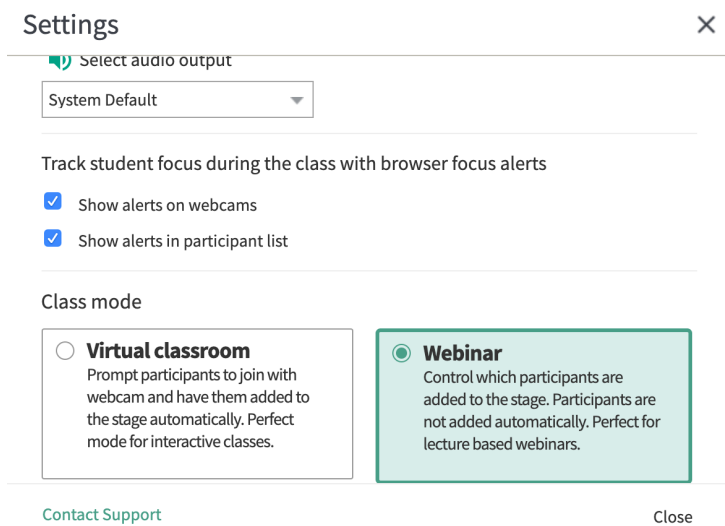 Settings
Select audio output
System Default
Track student focus during the class with browser focus alerts
Show alerts on webcams
Show alerts in participant list
Class mode
Virtual classroom
Prompt participants to join with
webcam and have them added to
the stage automatically. Perfect
mode for interactive classes.
Webinar
Control which participants are
added to the stage. Participants are
not added automatically. Perfect for
lecture based webinars.
Contact Support
Close